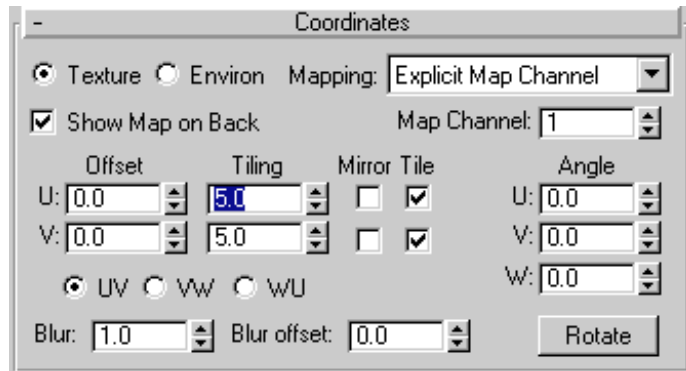 - Coordinates
Texture Environ Mapping: Explicit Map Channel
Show Map on Back Map Channel: 1
Offset Tiling Mirror Tile Angle
U: 0.0 5.0 U: 0.0
V: 0.0 5.0 V: 0.0
UV VW WU W: 0.0
Blur: 1.0 Blur offset: 0.0 Rotate